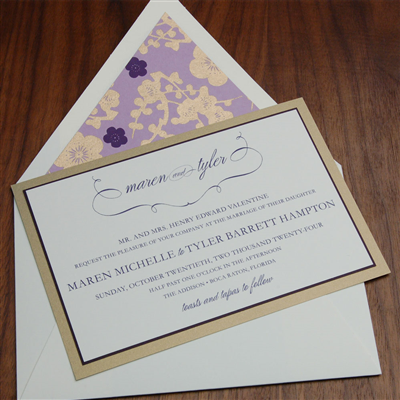 maren and tyler
MR. AND MRS. HENRY EDWARD VALENTINE
REQUEST THE PLEASURE OF YOUR COMPANY AT THE MARRIAGE OF THEIR DAUGHTER
MAREN MICHELLE to TYLER BARRETT HAMPTON
SUNDAY, OCTOBER TWENTIETH, TWO THOUSAND TWENTY-FOUR
HALF PAST ONE O'CLOCK IN THE AFTERNOON
THE ADDISON • BOCA RATON, FLORIDA
toasts and tapas to follow